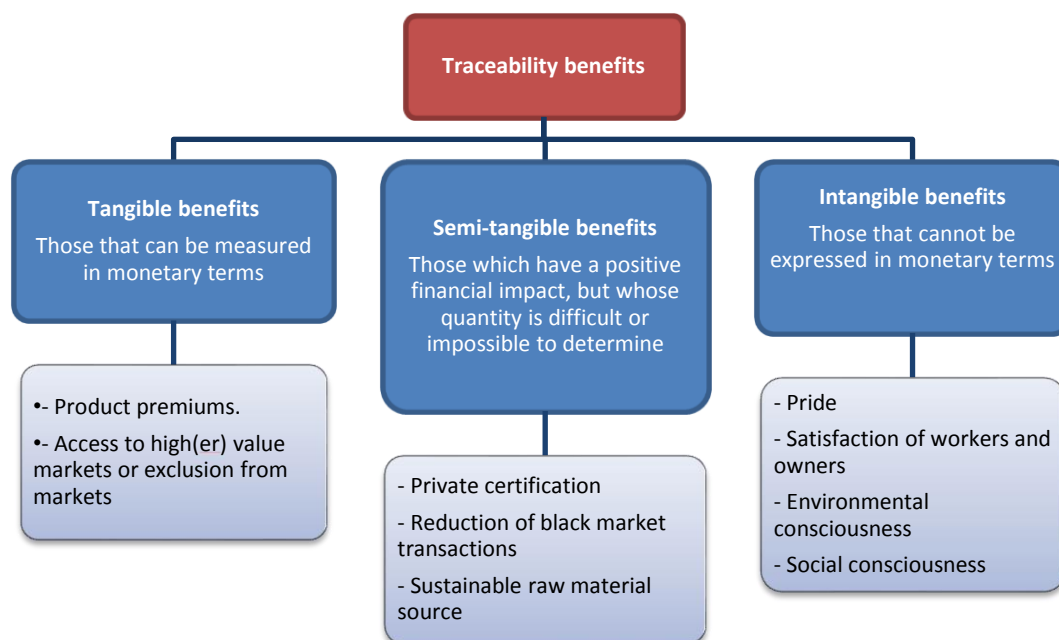 Traceability benefits
Tangible benefits
Those that can be measured
in monetary terms
•- Product premiums.
•- Access to high(er) value
markets or exclusion from
markets
Semi-tangible benefits
Those which have a positive
financial impact, but whose
quantity is difficult or
impossible to determine
- Private certification
- Reduction of black market
transactions
- Sustainable raw material
source
Intangible benefits
Those that cannot be
expressed in monetary terms
- Pride
- Satisfaction of workers and
owners
- Environmental
consciousness
- Social consciousness